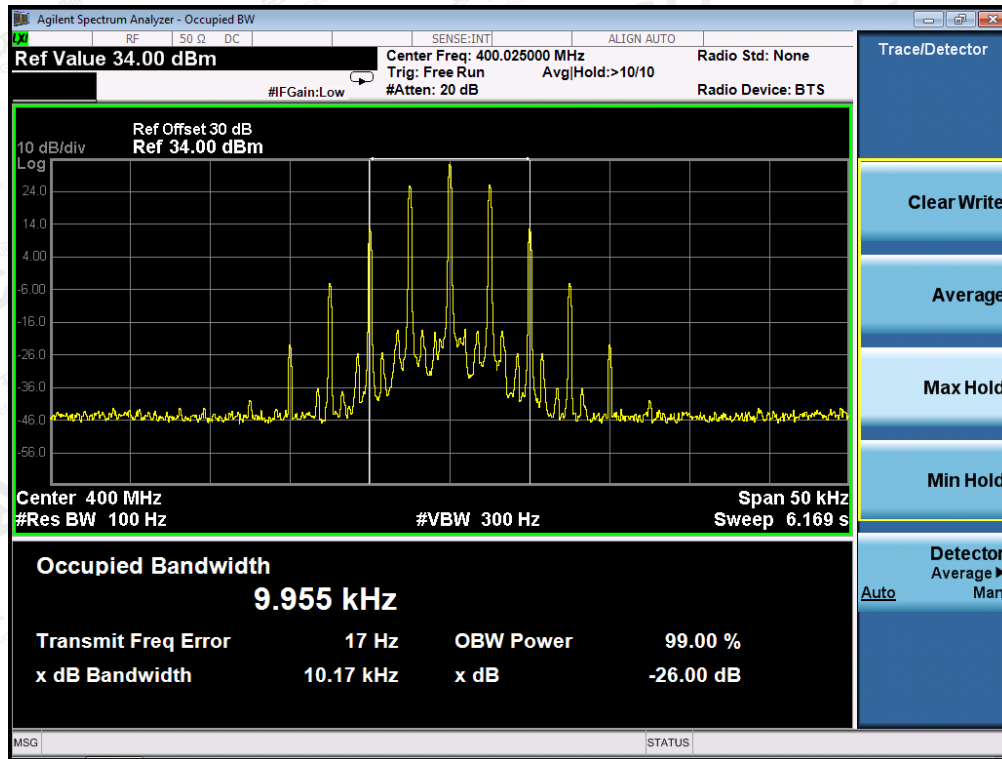 Agilent Spectrum Analyzer - Occupied BW
LXI
RF
50 Ω
DC
SENSE:INT
ALIGN AUTO
Ref Value 34.00 dBm
Center Freq: 400.025000 MHz
Radio Std: None
Trig: Free Run
Avg|Hold:>10/10
#IFGain:Low
#Atten: 20 dB
Radio Device: BTS
Ref Offset 30 dB
10 dB/div
Ref 34.00 dBm
Log
24.0
14.0
4.00
-6.00
-16.0
-26.0
-36.0
-46.0
-56.0
Center 400 MHz
Span 50 kHz
#Res BW 100 Hz
#VBW 300 Hz
Sweep 6.169 s
Occupied Bandwidth
9.955 kHz
Transmit Freq Error
17 Hz
OBW Power
99.00 %
x dB Bandwidth
10.17 kHz
x dB
-26.00 dB
MSG
STATUS
Trace/Detector
Clear Write
Average
Max Hold
Min Hold
Detector
Average
Auto
Man